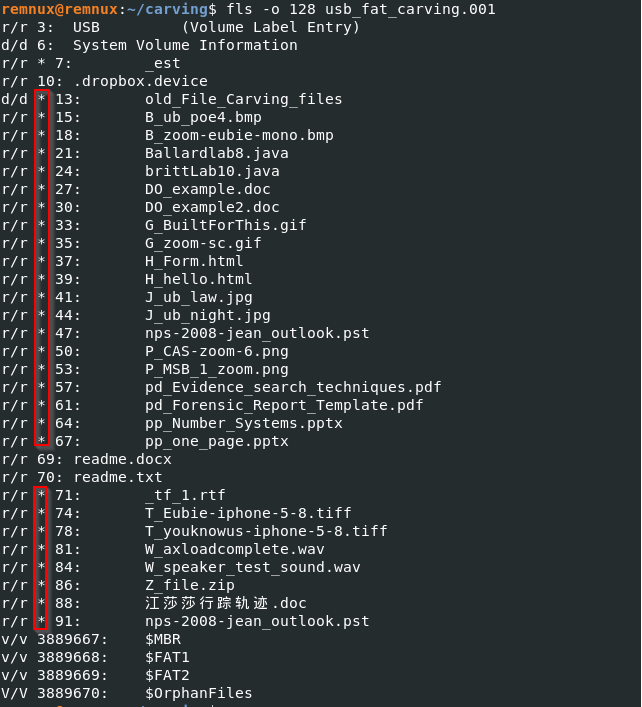 remnux@remnux:~/carving$ fls -o 128 usb_fat_carving.001
r/r 3:  USB         (Volume Label Entry)
d/d 6:  System Volume Information
r/r * 7:        _est
r/r 10: .dropbox.device
d/d * 13:       old_File_Carving_files
r/r * 15:       B_ub_poe4.bmp
r/r * 18:       B_zoom-eubie-mono.bmp
r/r * 21:       Ballardlab8.java
r/r * 24:       brittLab10.java
r/r * 27:       DO_example.doc
r/r * 30:       DO_example2.doc
r/r * 33:       G_BuiltForThis.gif
r/r * 35:       G_zoom-sc.gif
r/r * 37:       H_Form.html
r/r * 39:       H_hello.html
r/r * 41:       J_ub_law.jpg
r/r * 44:       J_ub_night.jpg
r/r * 47:       nps-2008-jean_outlook.pst
r/r * 50:       P_CAS-zoom-6.png
r/r * 53:       P_MSB_1_zoom.png
r/r * 57:       pd_Evidence_search_techniques.pdf
r/r * 61:       pd_Forensic_Report_Template.pdf
r/r * 64:       pp_Number_Systems.pptx
r/r * 67:       pp_one_page.pptx
r/r 69: readme.docx
r/r 70: readme.txt
r/r * 71:       _tf_1.rtf
r/r * 74:       T_Eubie-iphone-5-8.tiff
r/r * 78:       T_youknowus-iphone-5-8.tiff
r/r * 81:       W_axloadcomplete.wav
r/r * 84:       W_speaker_test_sound.wav
r/r * 86:       Z_file.zip
r/r * 88:       江莎莎行踪轨迹.doc
r/r * 91:       nps-2008-jean_outlook.pst
v/v 3889667:    $MBR
v/v 3889668:    $FAT1
v/v 3889669:    $FAT2
V/V 3889670:    $OrphanFiles